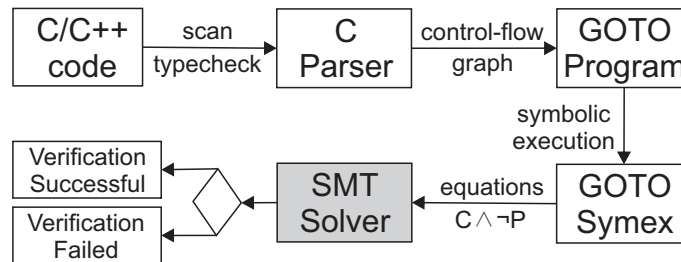 C/C++
code
scan
typecheck
C
Parser
control-flow
graph
GOTO
Program
symbolic
execution
GOTO
Symex
equations
C ∧ ¬P
SMT
Solver
Verification
Successful
Verification
Failed